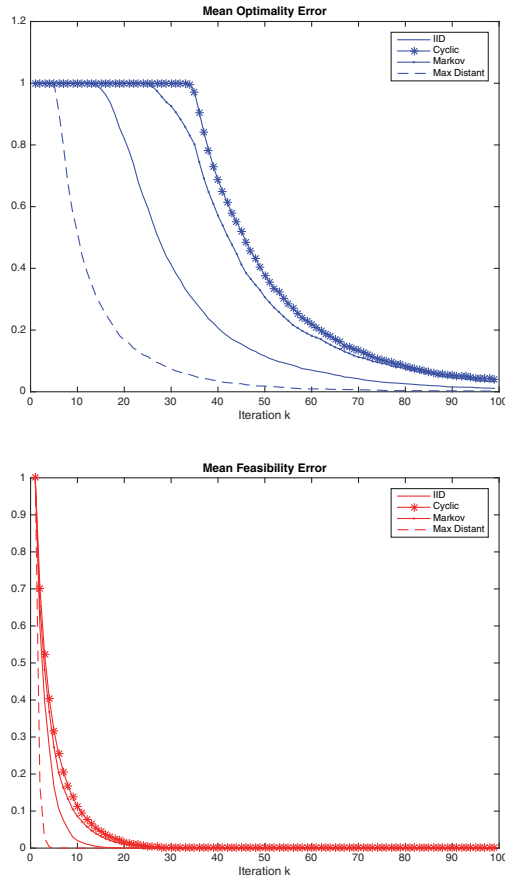 Mean Optimality Error
1.2
1
0.8
0.6
0.4
0.2
0
IID
Cyclic
Markov
Max Distant
0 10 20 30 40 50 60 70 80 90 100
Iteration k
Mean Feasibility Error
1
0.9
0.8
0.7
0.6
0.5
0.4
0.3
0.2
0.1
0
IID
Cyclic
Markov
Max Distant
0 10 20 30 40 50 60 70 80 90 100
Iteration k